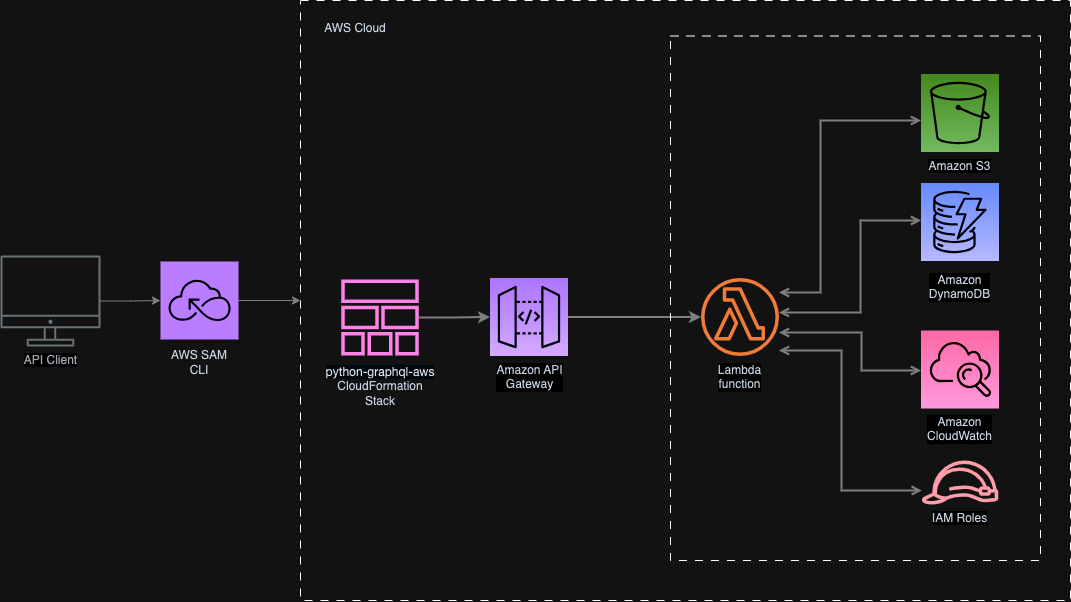 AWS Cloud
API Client
AWS SAM
CLI
python-graphql-aws
CloudFormation
Stack
Amazon API
Gateway
</>
Lambda
function
Amazon S3
Amazon
DynamoDB
Amazon
CloudWatch
IAM Roles